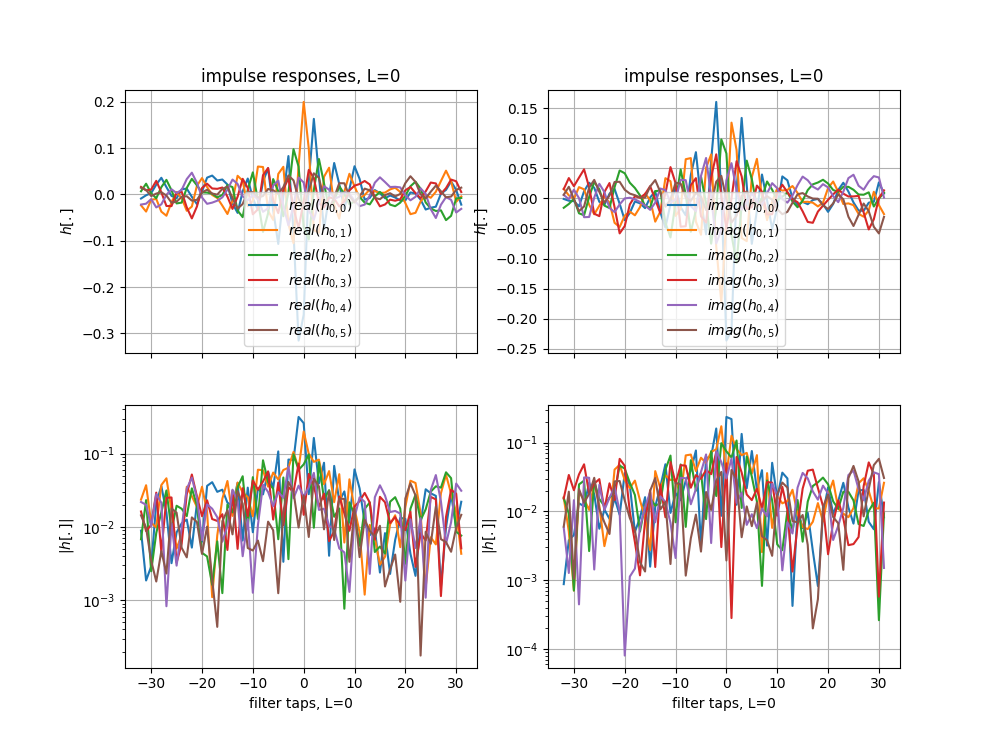 impulse responses, L=0
impulse responses, L=0
0.2
0.1
0.0
−0.1
−0.2
−0.3
h[.]
real(h0,0)
real(h0,1)
real(h0,2)
real(h0,3)
real(h0,4)
real(h0,5)
0.15
0.10
0.05
0.00
−0.05
−0.10
−0.15
−0.20
−0.25
h[.]
imag(h0,0)
imag(h0,1)
imag(h0,2)
imag(h0,3)
imag(h0,4)
imag(h0,5)
10−1
10−2
10−3
|h[.]|
−30 −20 −10 0 10 20 30
filter taps, L=0
10−1
10−2
10−3
10−4
|h[.]|
−30 −20 −10 0 10 20 30
filter taps, L=0